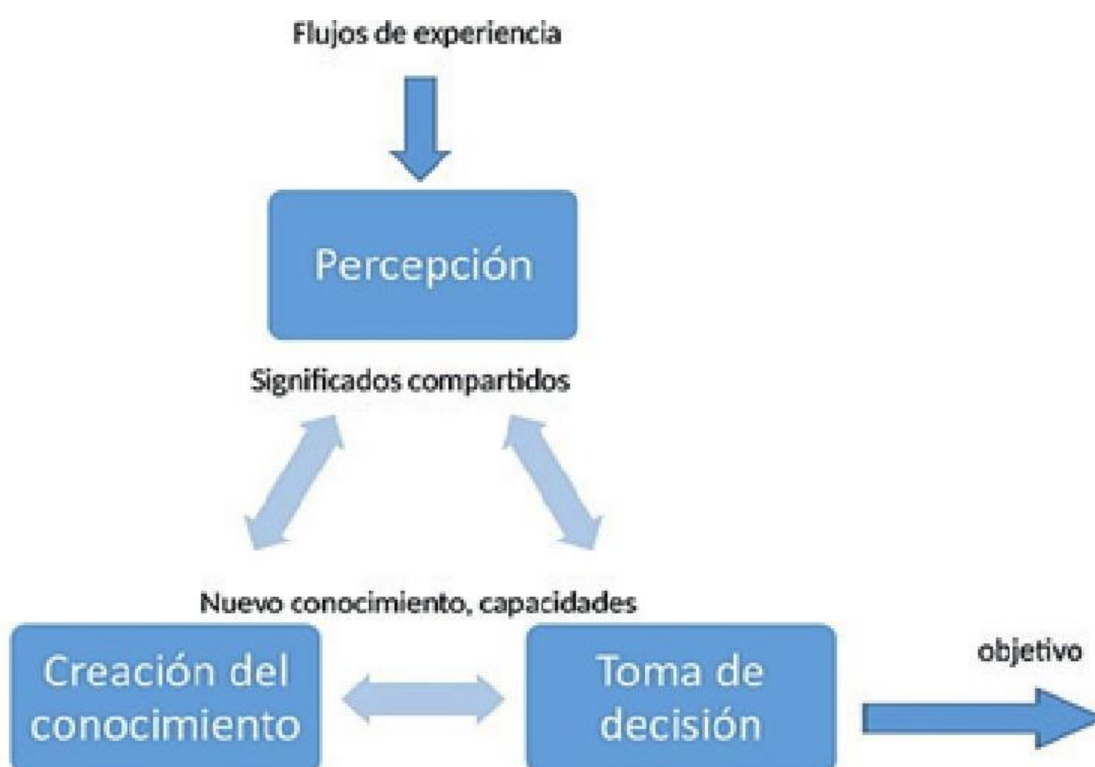 Flujos de experiencia
Percepción
Significados compartidos
Nuevo conocimiento, capacidades
Creación del
conocimiento
Toma de
decisión
objetivo